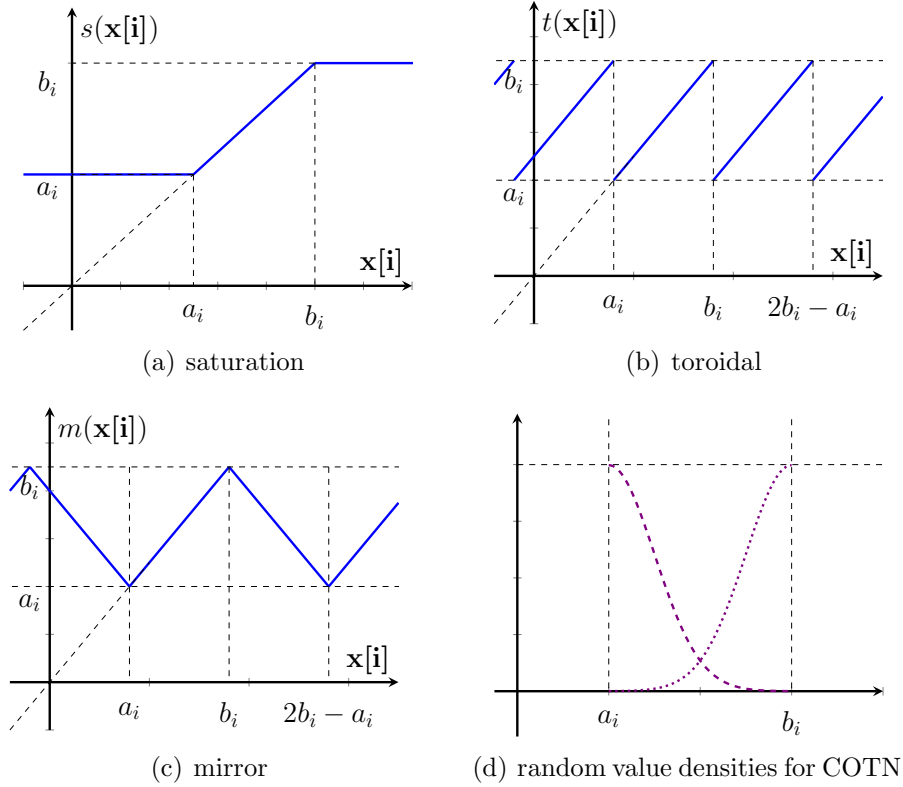 s(x[i])
b_i
a_i
x[i]
a_i
b_i
(a) saturation
t(x[i])
b_i
a_i
x[i]
a_i
b_i
2b_i − a_i
(b) toroidal
m(x[i])
b_i
a_i
x[i]
a_i
b_i
2b_i − a_i
(c) mirror
a_i
b_i
(d) random value densities for COTN